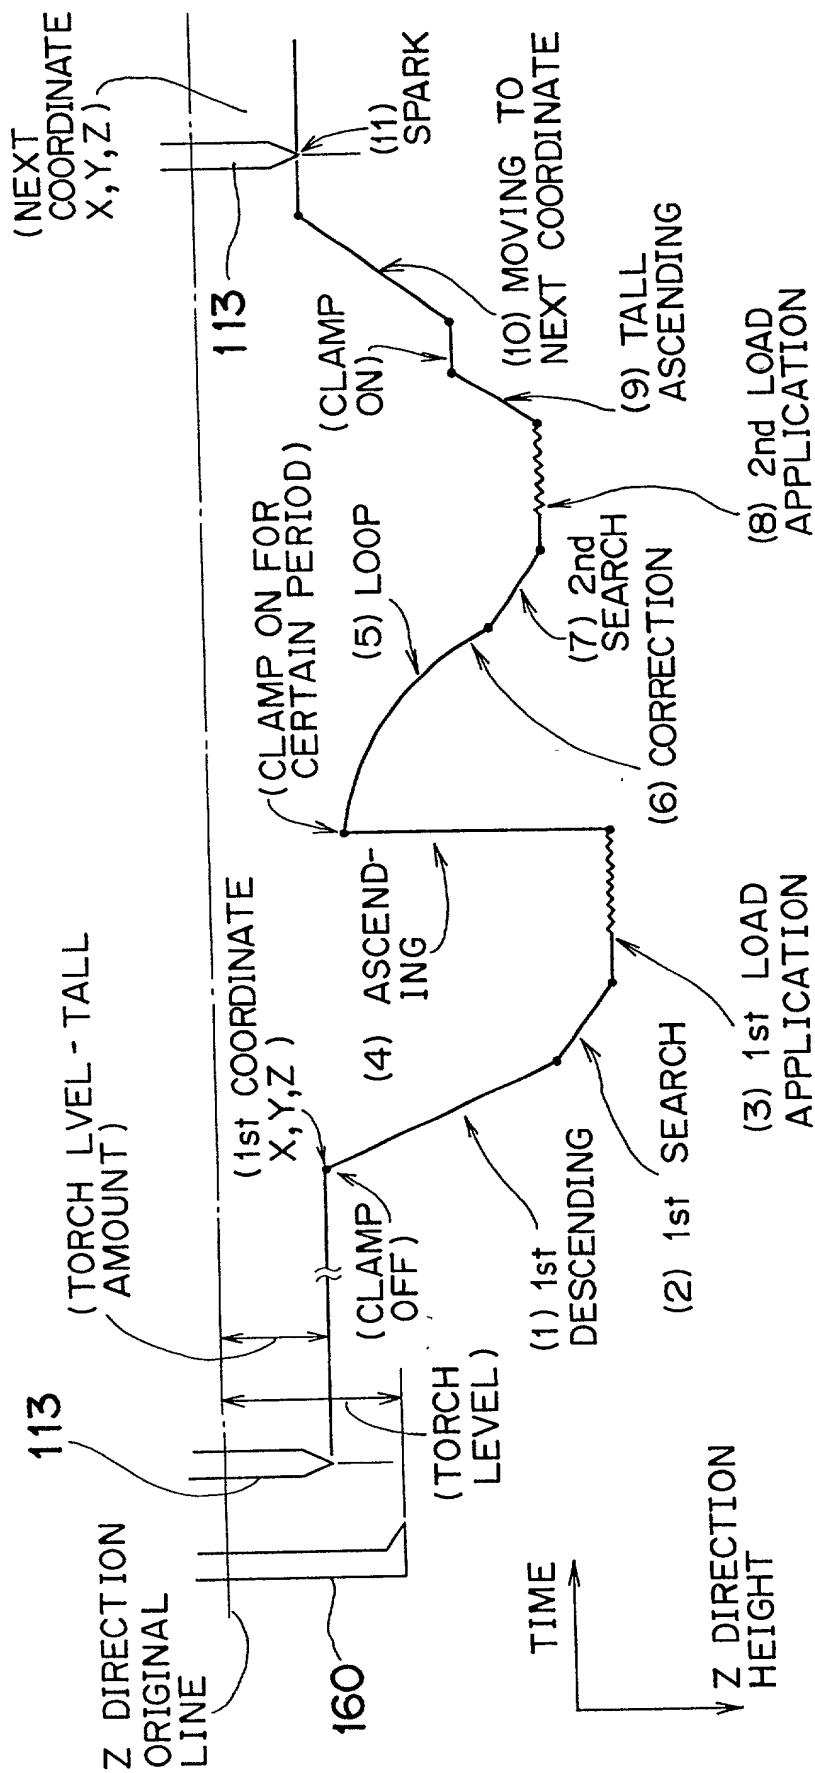 Z DIRECTION
ORIGINAL
LINE
113
160
(TORCH LVEL-TALL
AMOUNT)
(TORCH
LEVEL)
(1st COORDINATE
X,Y,Z)
(CLAMP
OFF)
(1) 1st
DESCENDING
(2) 1st SEARCH
(3) 1st LOAD
APPLICATION
(4) ASCEND-
ING
(CLAMP ON FOR
CERTAIN PERIOD)
(5) LOOP
(6) CORRECTION
(7) 2nd
SEARCH
(8) 2nd LOAD
APPLICATION
(9) TALL
ASCENDING
(CLAMP
ON)
(10) MOVING TO
NEXT COORDINATE
113
(11)
SPARK
(NEXT
COORDINATE
X,Y,Z)
TIME
Z DIRECTION
HEIGHT